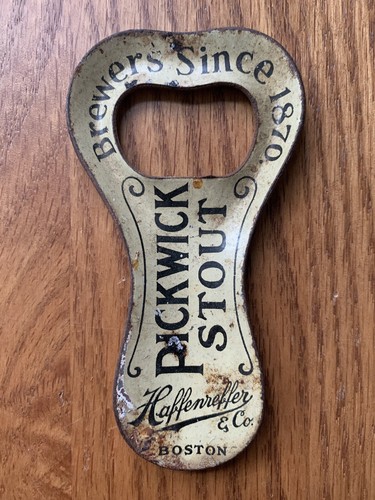 Brewers Since 1870
PICKWICK
STOUT
Haffenreffer
& Co.
BOSTON